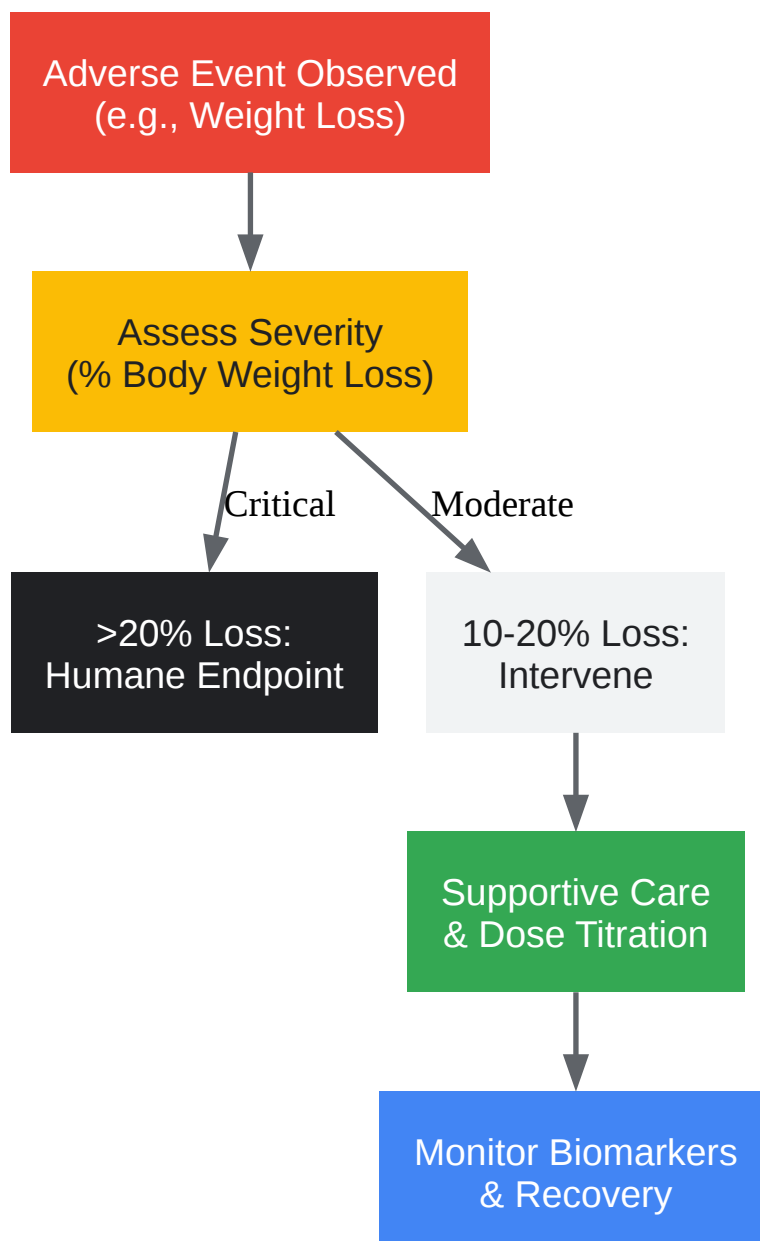 Adverse Event Observed
(e.g., Weight Loss)
Assess Severity
(% Body Weight Loss)
Critical
Moderate
>20% Loss:
Humane Endpoint
10-20% Loss:
Intervene
Supportive Care
& Dose Titration
Monitor Biomarkers
& Recovery